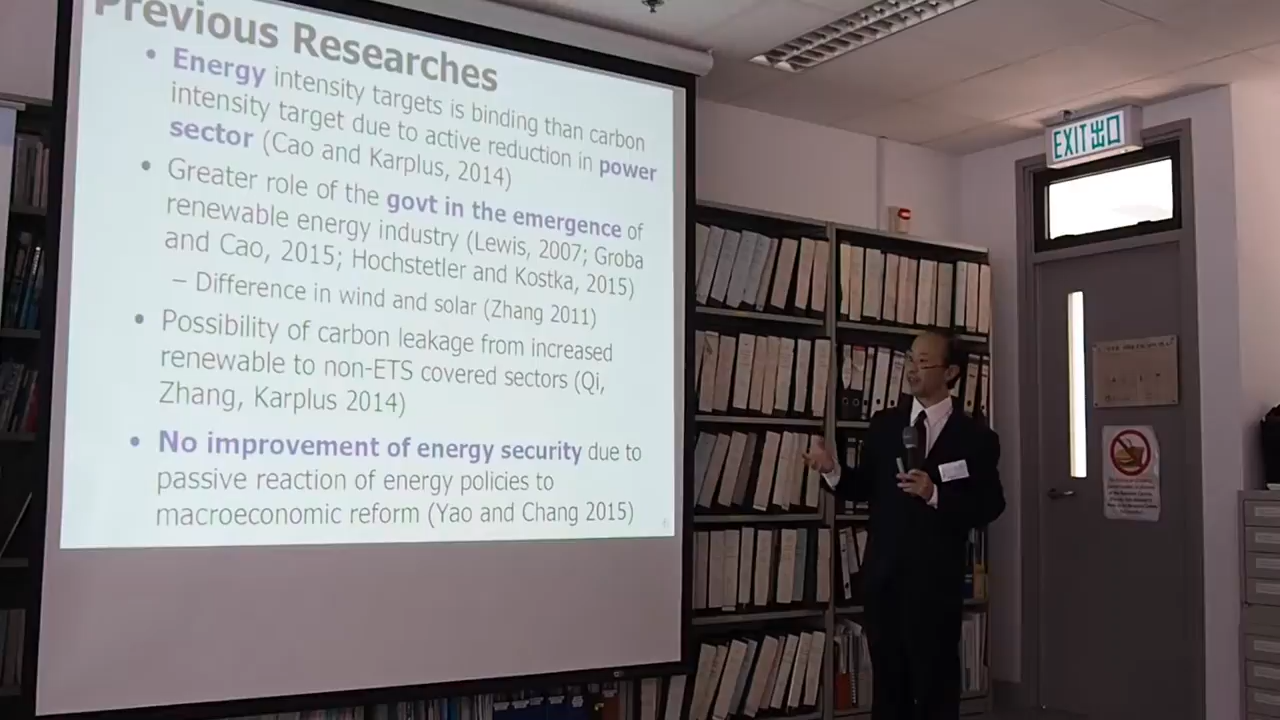 Previous Researches
• Energy intensity targets is binding than carbon
intensity target due to active reduction in power
sector (Cao and Karplus, 2014)
• Greater role of the govt in the emergence of
renewable energy industry (Lewis, 2007; Groba
and Cao, 2015; Hochstetler and Kostka, 2015)
– Difference in wind and solar (Zhang 2011)
• Possibility of carbon leakage from increased
renewable to non-ETS covered sectors (Qi,
Zhang, Karplus 2014)
• No improvement of energy security due to
passive reaction of energy policies to
macroeconomic reform (Yao and Chang 2015)
EXIT 出口